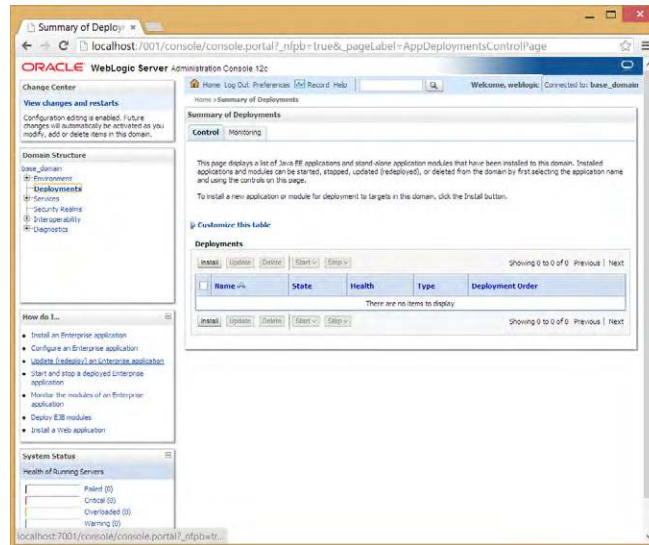 Summary of Deploy ×
localhost:7001/console/console.portal?_nfpb=true&_pageLabel=AppDeploymentsControlPage
ORACLE WebLogic Server Administration Console 12c
Change Center
View changes and restarts
Configuration editing is enabled. Future
changes will automatically be activated as you
modify, add or delete items in this domain.
Domain Structure
base_domain
Environment
Deployments
Services
Security Realms
Interoperability
Diagnostics
How do I...
Install an Enterprise application
Configure an Enterprise application
Update (redeploy) an Enterprise application
Start and stop a deployed Enterprise
application
Monitor the modules of an Enterprise
application
Deploy EJB modules
Install a Web application
System Status
Health of Running Servers
Failed (0)
Critical (0)
Overloaded (0)
Warning (0)
localhost:7001/console/console.portal?_nfpb=tr...
Home Log Out Preferences Record Help
Welcome, weblogic Connected to: base_domain
Home >Summary of Deployments
Summary of Deployments
Control Monitoring
This page displays a list of Java EE applications and stand-alone application modules that have been installed to this domain. Installed
applications and modules can be started, stopped, updated (redeployed), or deleted from the domain by first selecting the application name
and using the controls on this page.
To install a new application or module for deployment to targets in this domain, click the Install button.
Customize this table
Deployments
Install Update Delete Start Stop Showing 0 to 0 of 0 Previous | Next
Name State Health Type Deployment Order
There are no items to display
Install Update Delete Start Stop Showing 0 to 0 of 0 Previous | Next